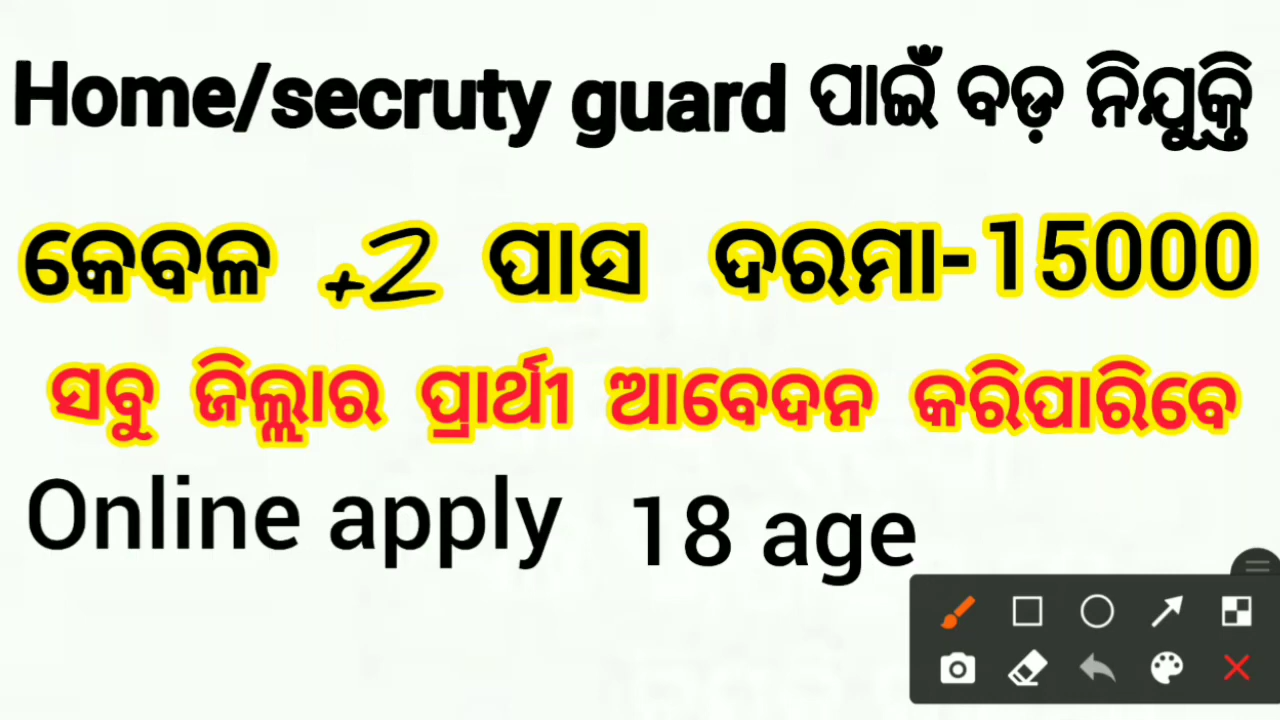 Home/secruty guard ପାଇଁ ବଡ଼ ନିଯୁକ୍ତି
କେବଳ +2 ପାସ ଦରମା-15000
ସବୁ ଜିଲ୍ଲାର ପ୍ରାର୍ଥୀ ଆବେଦନ କରିପାରିବେ
Online apply 18 age